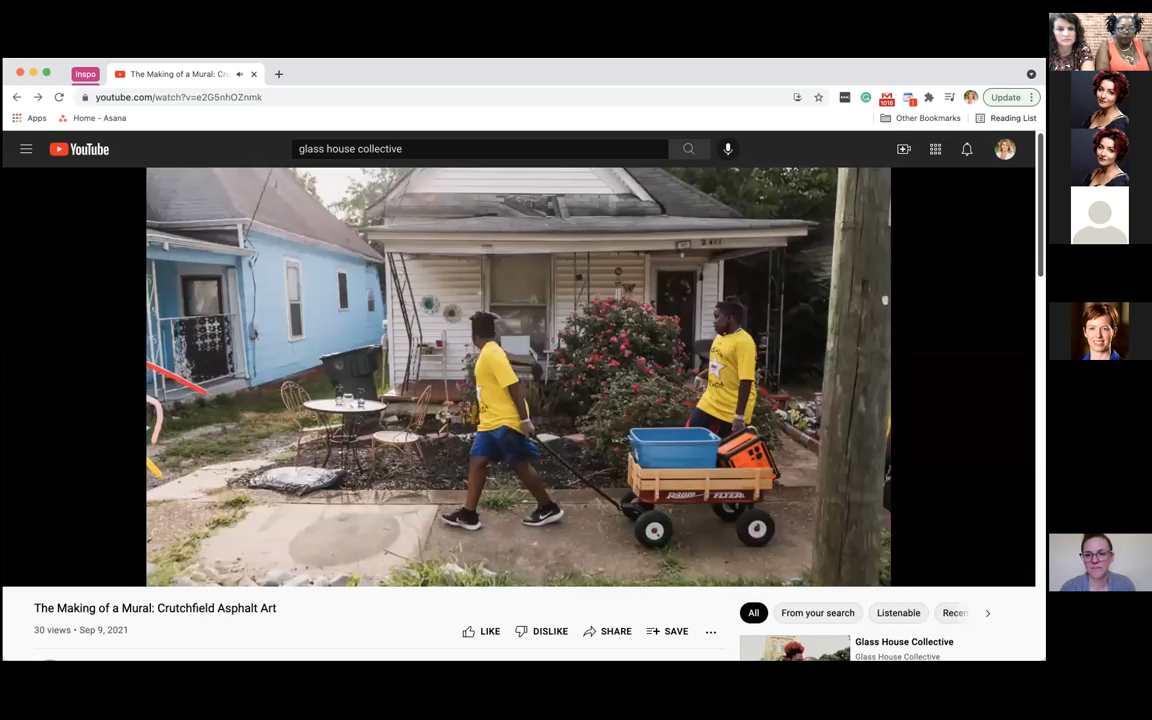 Inspo
The Making of a Mural: Cru
youtube.com/watch?v=e2G5nhOZnmk
1016
Update
Apps
Home - Asana
Other Bookmarks
Reading List
YouTube
glass house collective
RADIO FLYER
The Making of a Mural: Crutchfield Asphalt Art
30 views • Sep 9, 2021
LIKE
DISLIKE
SHARE
SAVE
All
From your search
Listenable
Recen
Glass House Collective
Glass House Collective